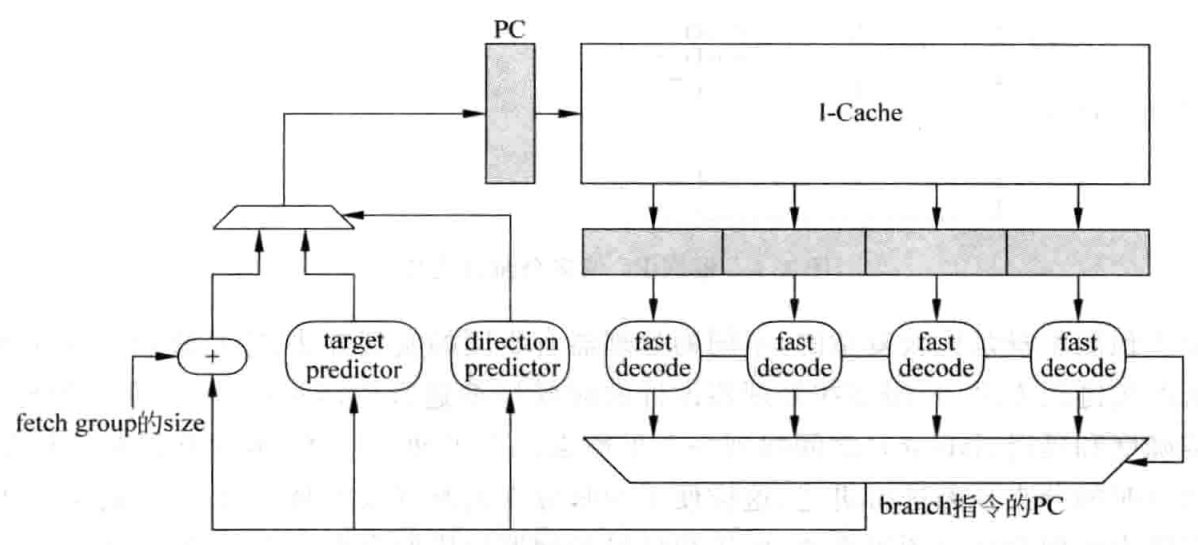 PC
I-Cache
target
predictor
direction
predictor
fast
decode
fast
decode
fast
decode
fast
decode
+
fetch group的size
branch指令的PC